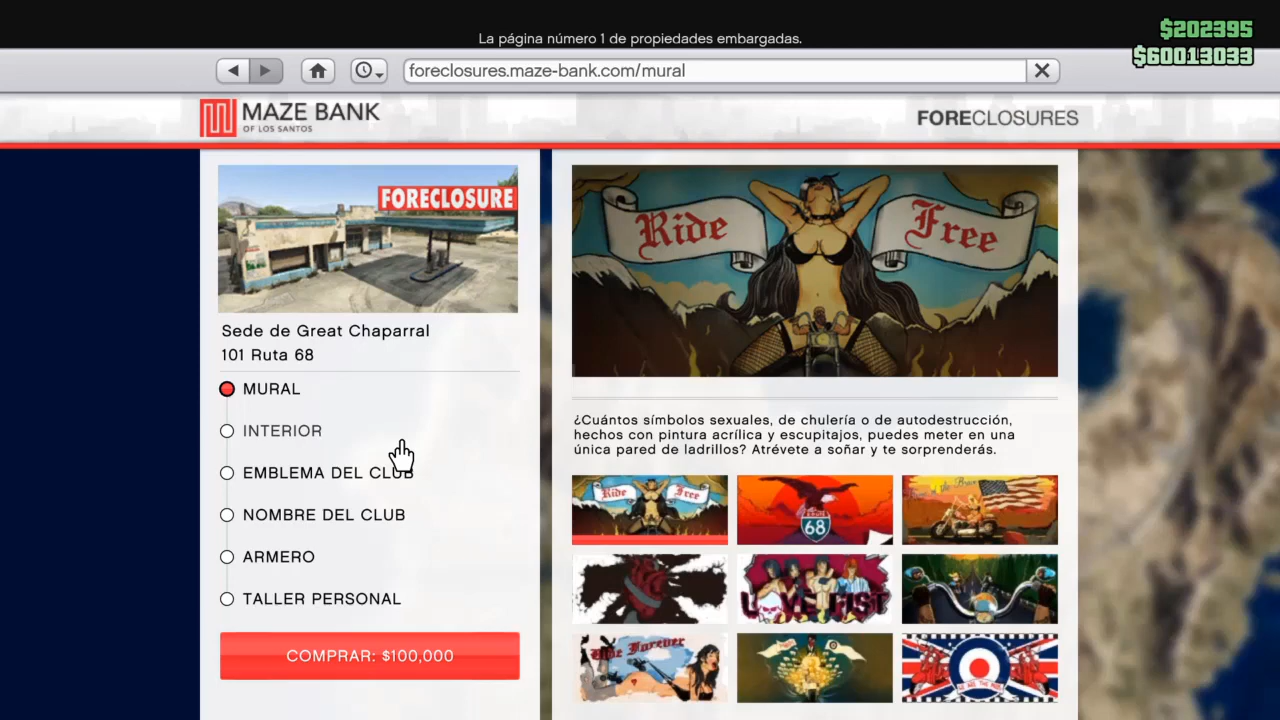 La página número 1 de propiedades embargadas.
$202395
$60013033
foreclosures.maze-bank.com/mural
MAZE BANK
OF LOS SANTOS
FORECLOSURES
FORECLOSURE
Sede de Great Chaparral
101 Ruta 68
MURAL
INTERIOR
EMBLEMA DEL CLUB
NOMBRE DEL CLUB
ARMERO
TALLER PERSONAL
COMPRAR: $100,000
Ride Free
¿Cuántos símbolos sexuales, de chulería o de autodestrucción,
hechos con pintura acrílica y escupitajos, puedes meter en una
única pared de ladrillos? Atrévete a soñar y te sorprenderás.
Ride Free
ROUTE 68
LOVE FIST
Ride Forever